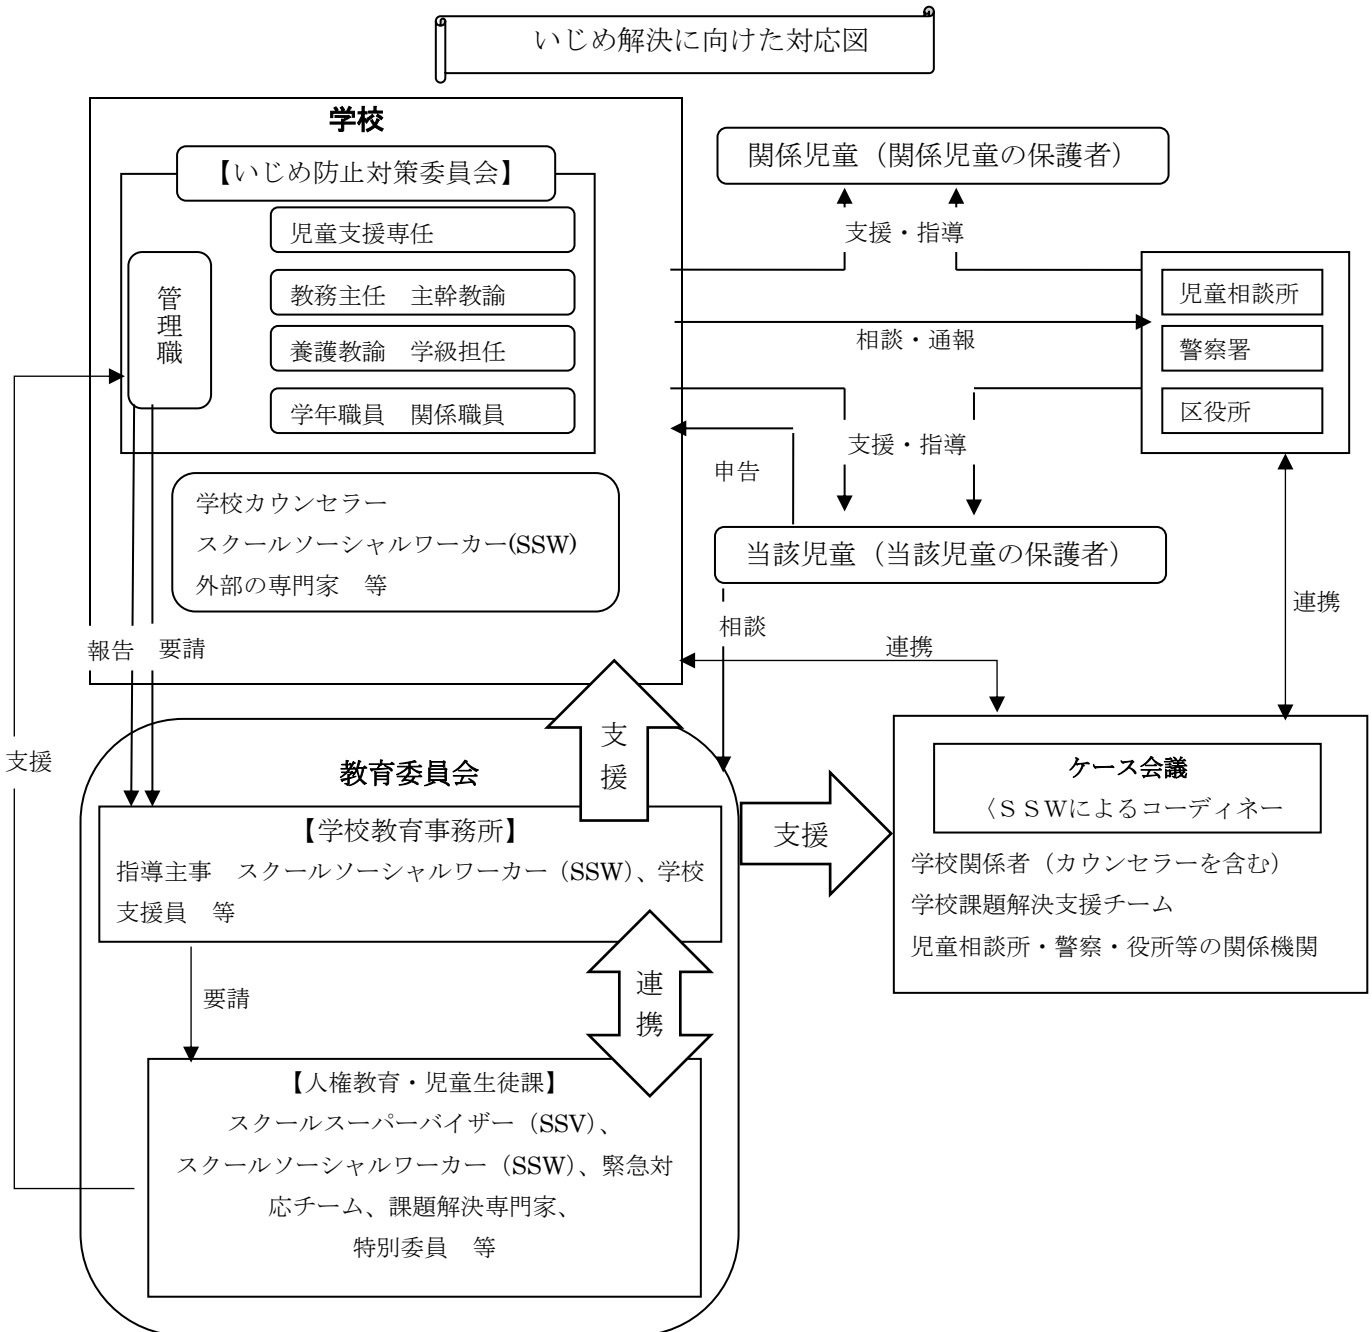 いじめ解決に向けた対応図
学校
【いじめ防止対策委員会】
児童支援専任
管理職
教務主任　主幹教諭
養護教諭　学級担任
学年職員　関係職員
学校カウンセラー
スクールソーシャルワーカー(SSW)
外部の専門家　等
関係児童（関係児童の保護者）
支援・指導
児童相談所
警察署
区役所
相談・通報
支援・指導
申告
当該児童（当該児童の保護者）
相談
連携
連携
報告
要請
支援
支援
教育委員会
【学校教育事務所】
指導主事　スクールソーシャルワーカー（SSW）、学校
支援員　等
支援
ケース会議
〈ＳＳＷによるコーディネー
学校関係者（カウンセラーを含む）
学校課題解決支援チーム
児童相談所・警察・役所等の関係機関
要請
連携
【人権教育・児童生徒課】
スクールスーパーバイザー（SSV）、
スクールソーシャルワーカー（SSW）、緊急対
応チーム、課題解決専門家、
特別委員　等